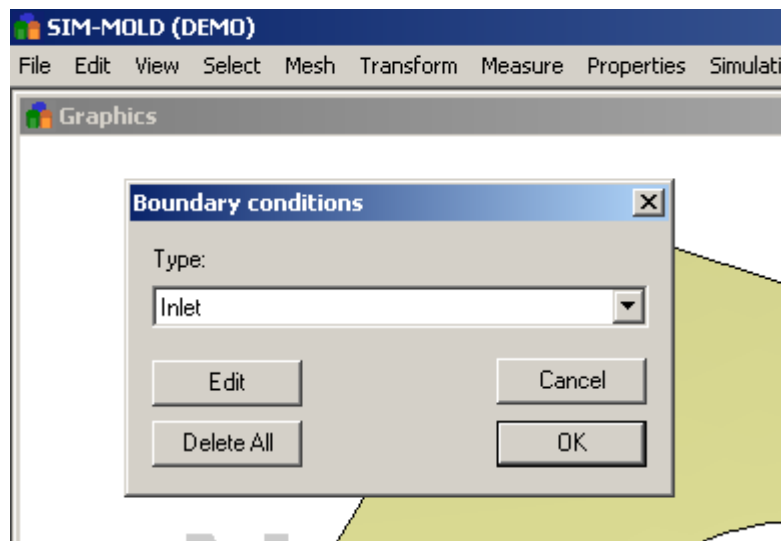 SIM-MOLD (DEMO)
File Edit View Select Mesh Transform Measure Properties Simulati
Graphics
Boundary conditions
Type:
Inlet
Edit Cancel
Delete All OK